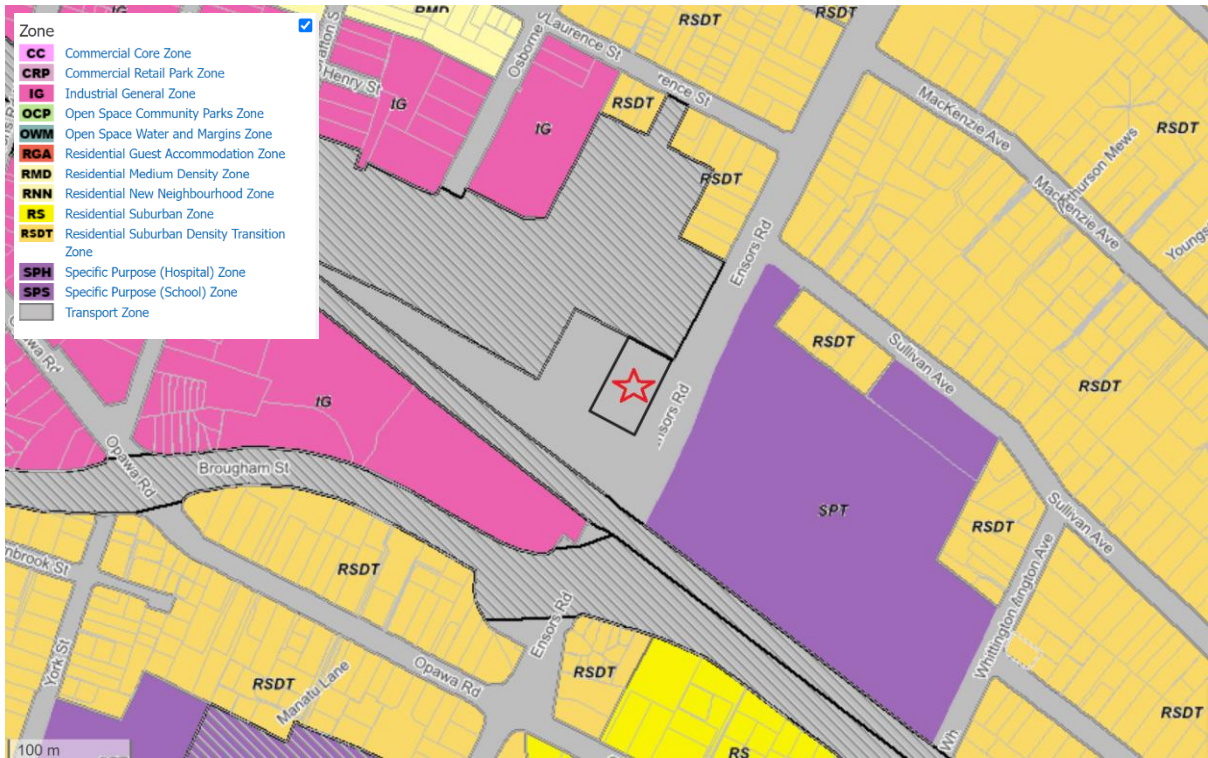 Zone
CC Commercial Core Zone
CRP Commercial Retail Park Zone
IG Industrial General Zone
OCP Open Space Community Parks Zone
OWM Open Space Water and Margins Zone
RGA Residential Guest Accommodation Zone
RMD Residential Medium Density Zone
RNN Residential New Neighbourhood Zone
RS Residential Suburban Zone
RSDT Residential Suburban Density Transition
Zone
SPH Specific Purpose (Hospital) Zone
SPS Specific Purpose (School) Zone
Transport Zone
RMD
RSDT
RSDT
Laurence St
Osborne
Henry St
rence St
IG
IG
RSDT
RSDT
MacKenzie Ave
RSDT
MacKenzie Ave
Ensors Rd
RSDT
Sullivan Ave
RSDT
Ensors Rd
IG
Opawa Rd
Brougham St
SPT
RSDT
Sullivan Ave
Whittington Ave
RSDT
Ensors Rd
York St
Opawa Rd
RSDT
Manatu Lane
RSDT
RSDT
RS
100 m